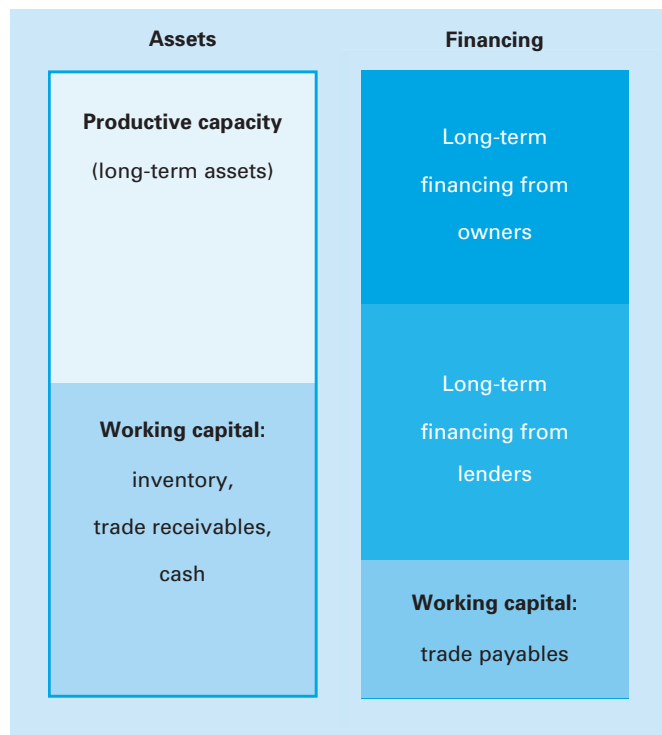 Assets
Productive capacity
(long-term assets)
Working capital:
inventory,
trade receivables,
cash
Financing
Long-term
financing from
owners
Long-term
financing from
lenders
Working capital:
trade payables